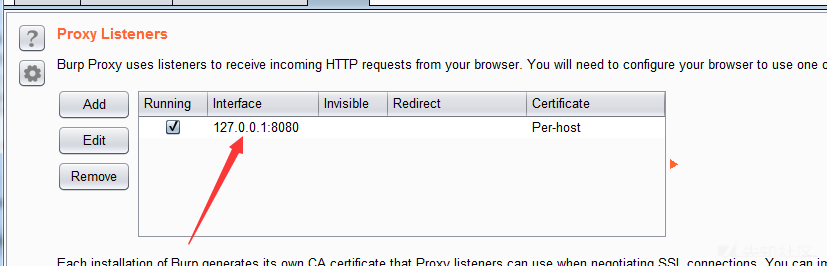 Proxy Listeners
Burp Proxy uses listeners to receive incoming HTTP requests from your browser. You will need to configure your browser to use one o
Add
Edit
Remove
Running Interface Invisible Redirect Certificate
127.0.0.1:8080 Per-host
Each installation of Burp generates its own CA certificate that Proxy listeners can use when negotiating SSL connections. You can im